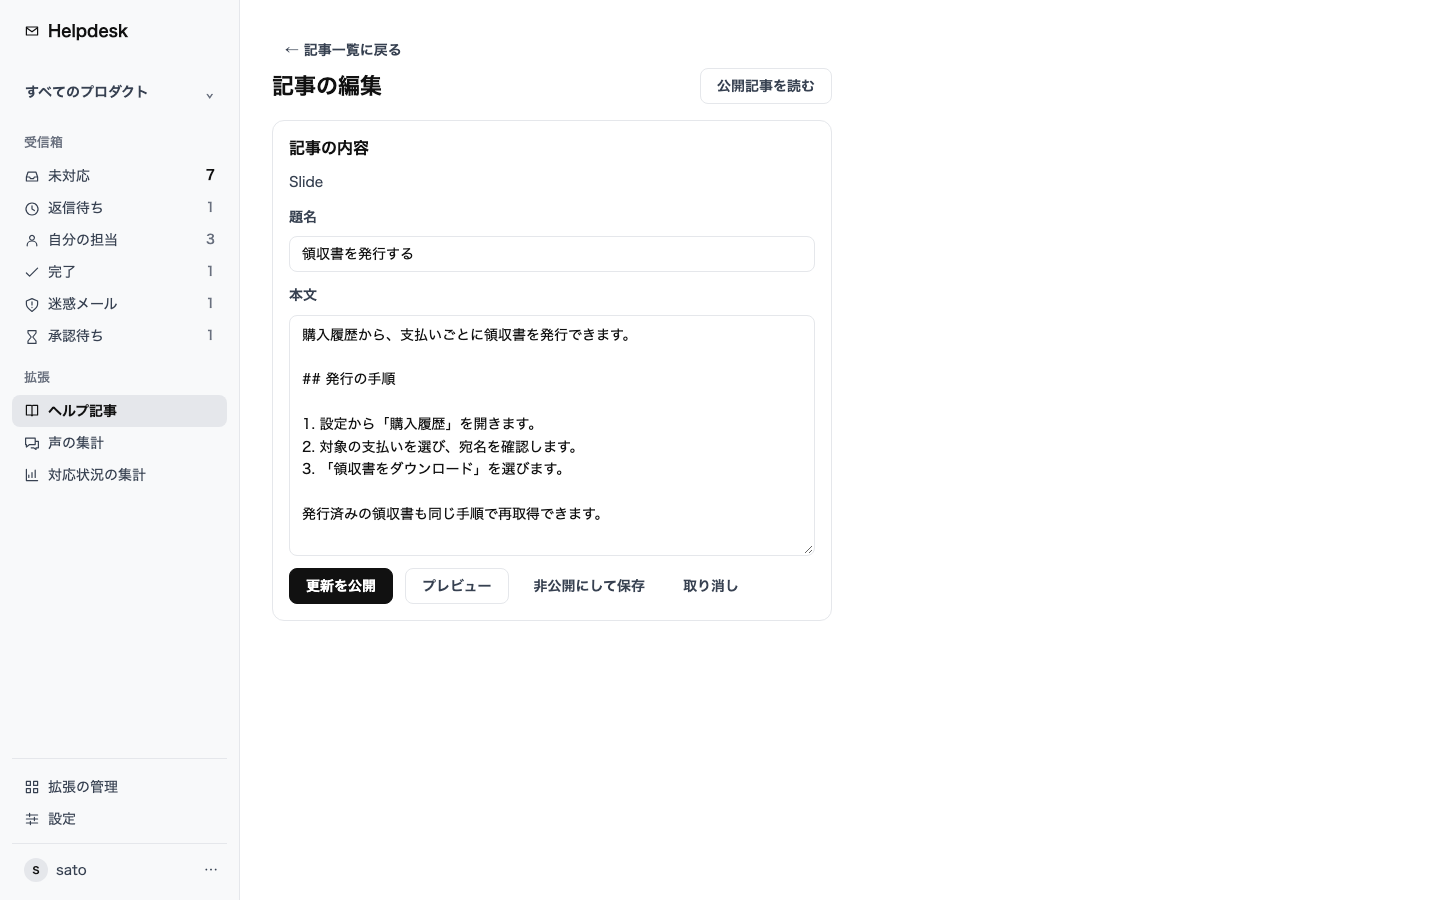 Helpdesk
すべてのプロダクト
受信箱
未対応 7
返信待ち 1
自分の担当 3
完了 1
迷惑メール 1
承認待ち 1
拡張
ヘルプ記事
声の集計
対応状況の集計
拡張の管理
設定
S sato ...
← 記事一覧に戻る
記事の編集
公開記事を読む
記事の内容
Slide
題名
領収書を発行する
本文
購入履歴から、支払いごとに領収書を発行できます。
## 発行の手順
1. 設定から「購入履歴」を開きます。
2. 対象の支払いを選び、宛名を確認します。
3. 「領収書をダウンロード」を選びます。
発行済みの領収書も同じ手順で再取得できます。
更新を公開 プレビュー 非公開にして保存 取り消し